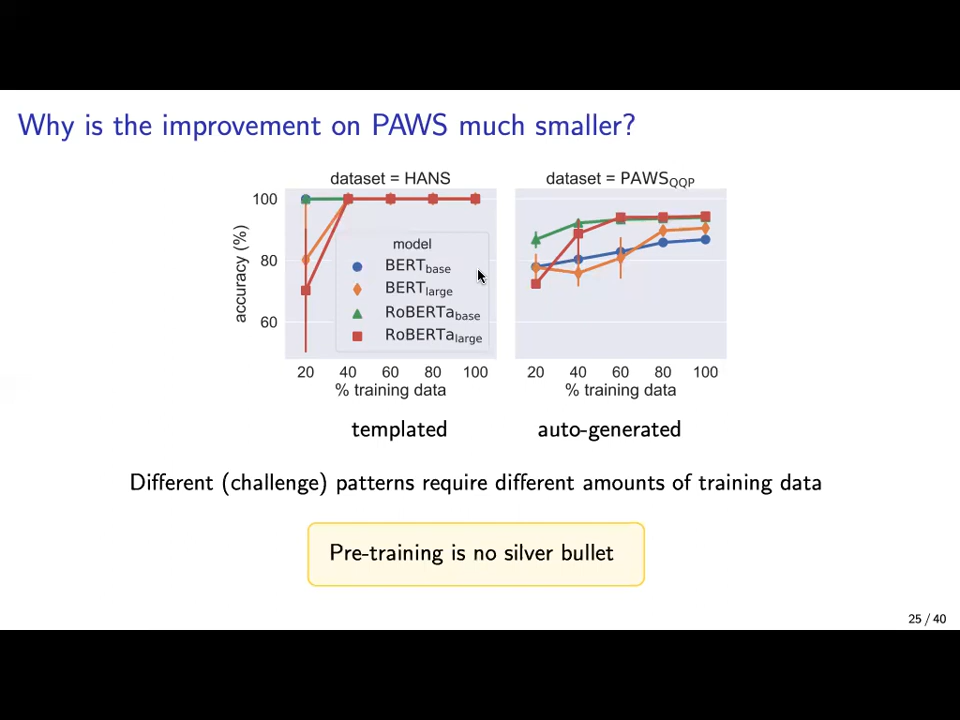 Why is the improvement on PAWS much smaller?
dataset = HANS
dataset = PAWS_QQP
accuracy (%)
100
80
60
model
BERT_base
BERT_large
RoBERTa_base
RoBERTa_large
20 40 60 80 100
20 40 60 80 100
% training data
% training data
templated
auto-generated
Different (challenge) patterns require different amounts of training data
Pre-training is no silver bullet
25 / 40